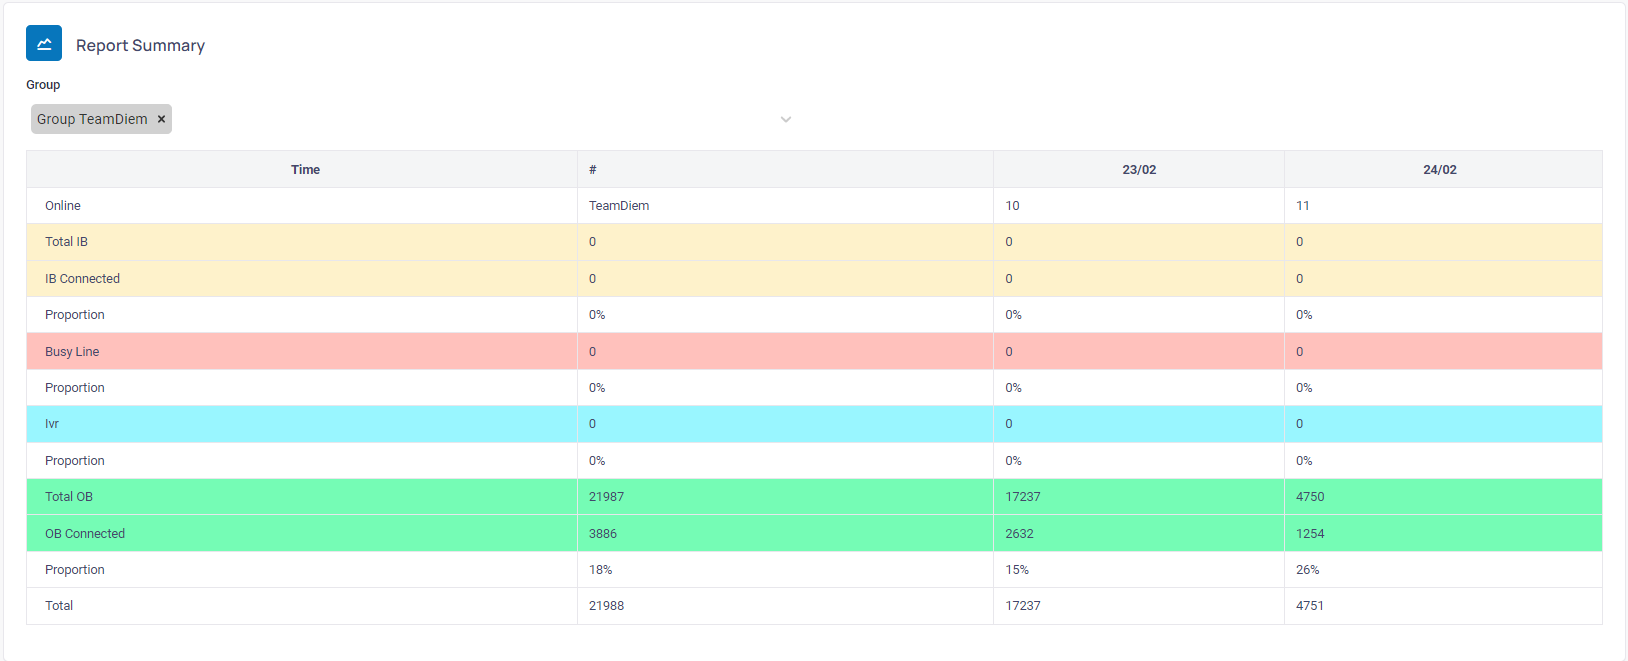 Report Summary
Group
Group TeamDiem ×
Time # 23/02 24/02
Online TeamDiem 10 11
Total IB 0 0 0
IB Connected 0 0 0
Proportion 0% 0% 0%
Busy Line 0 0 0
Proportion 0% 0% 0%
Ivr 0 0 0
Proportion 0% 0% 0%
Total OB 21987 17237 4750
OB Connected 3886 2632 1254
Proportion 18% 15% 26%
Total 21988 17237 4751